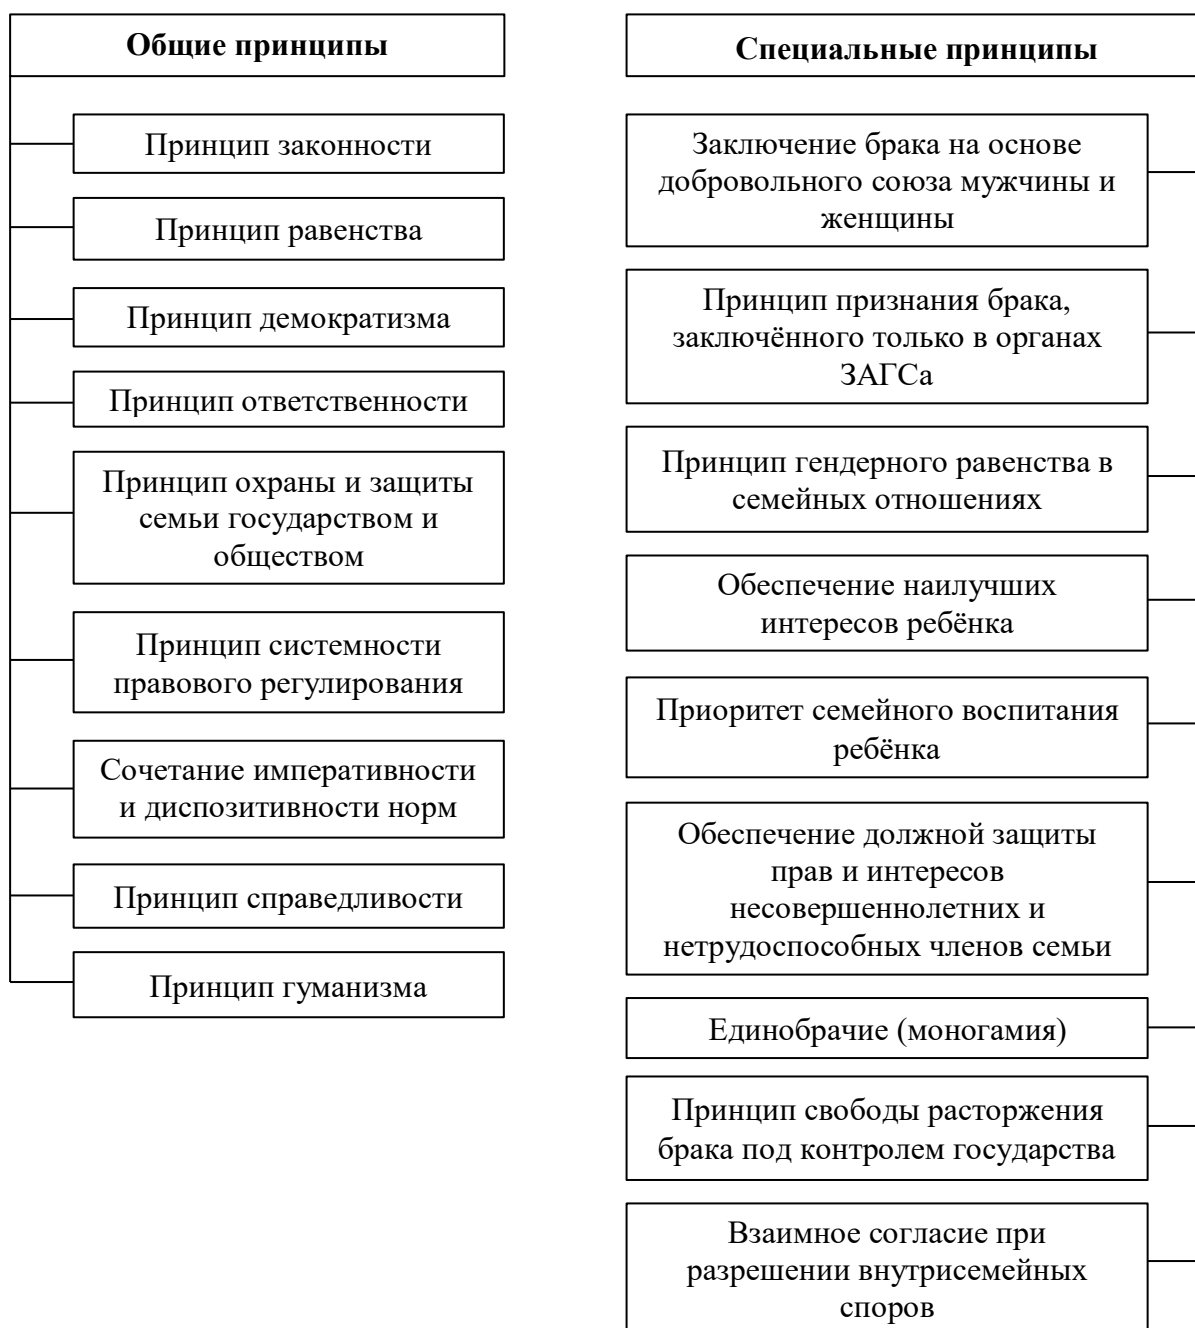 Общие принципы
Принцип законности
Принцип равенства
Принцип демократизма
Принцип ответственности
Принцип охраны и защиты
семьи государством и
обществом
Принцип системности
правового регулирования
Сочетание императивности
и диспозитивности норм
Принцип справедливости
Принцип гуманизма
Специальные принципы
Заключение брака на основе
добровольного союза мужчины и
женщины
Принцип признания брака,
заключённого только в органах
ЗАГСа
Принцип гендерного равенства в
семейных отношениях
Обеспечение наилучших
интересов ребёнка
Приоритет семейного воспитания
ребёнка
Обеспечение должной защиты
прав и интересов
несовершеннолетних и
нетрудоспособных членов семьи
Единобрачие (моногамия)
Принцип свободы расторжения
брака под контролем государства
Взаимное согласие при
разрешении внутрисемейных
споров